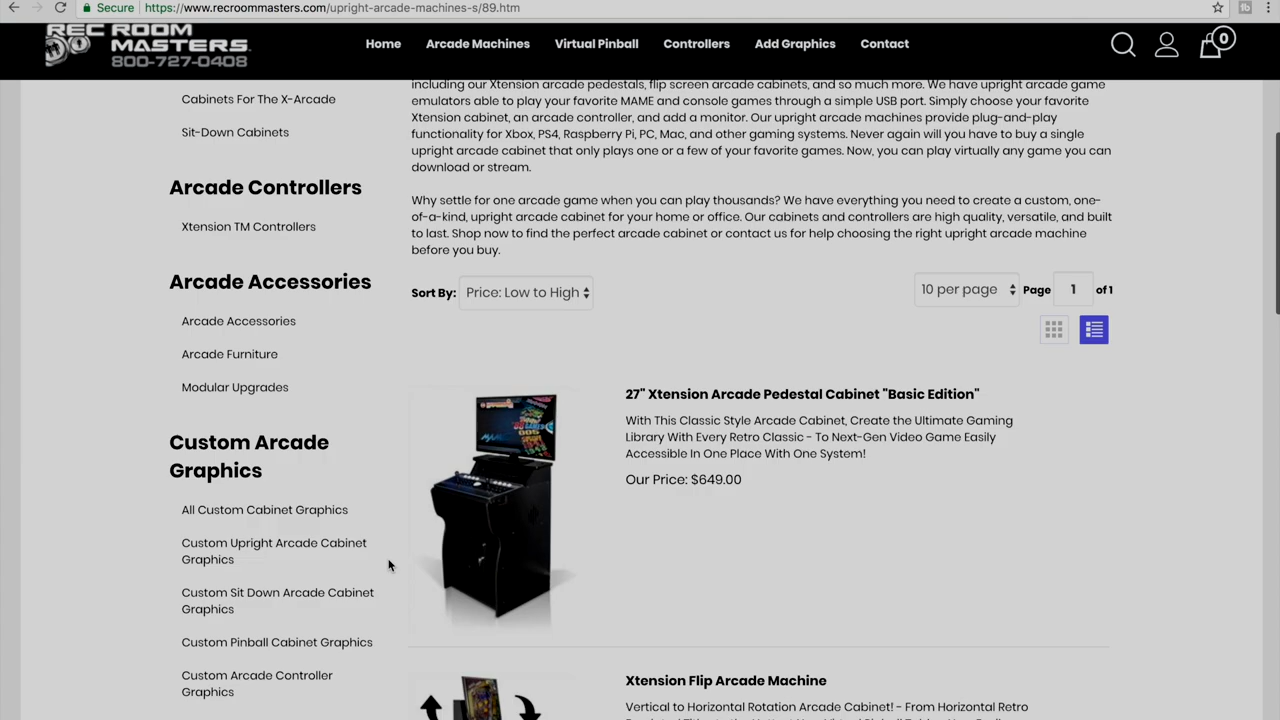 Secure https://www.recroommasters.com/upright-arcade-machines-s/89.htm
REC ROOM
MASTERS
800-727-0408
Home Arcade Machines Virtual Pinball Controllers Add Graphics Contact
0
Cabinets For The X-Arcade
Sit-Down Cabinets
Arcade Controllers
Xtension TM Controllers
Arcade Accessories
Arcade Accessories
Arcade Furniture
Modular Upgrades
Custom Arcade
Graphics
All Custom Cabinet Graphics
Custom Upright Arcade Cabinet
Graphics
Custom Sit Down Arcade Cabinet
Graphics
Custom Pinball Cabinet Graphics
Custom Arcade Controller
Graphics
including our Xtension arcade pedestals, flip screen arcade cabinets, and so much more. We have upright arcade game
emulators able to play your favorite MAME and console games through a simple USB port. Simply choose your favorite
Xtension cabinet, an arcade controller, and add a monitor. Our upright arcade machines provide plug-and-play
functionality for Xbox, PS4, Raspberry Pi, PC, Mac, and other gaming systems. Never again will you have to buy a single
upright arcade cabinet that only plays one or a few of your favorite games. Now, you can play virtually any game you can
download or stream.
Why settle for one arcade game when you can play thousands? We have everything you need to create a custom, one-
of-a-kind, upright arcade cabinet for your home or office. Our cabinets and controllers are high quality, versatile, and built
to last. Shop now to find the perfect arcade cabinet or contact us for help choosing the right upright arcade machine
before you buy.
Sort By: Price: Low to High 10 per page Page 1 of 1
27" Xtension Arcade Pedestal Cabinet "Basic Edition"
With This Classic Style Arcade Cabinet, Create the Ultimate Gaming
Library With Every Retro Classic - To Next-Gen Video Game Easily
Accessible In One Place With One System!
Our Price: $649.00
Xtension Flip Arcade Machine
Vertical to Horizontal Rotation Arcade Cabinet! - From Horizontal Retro